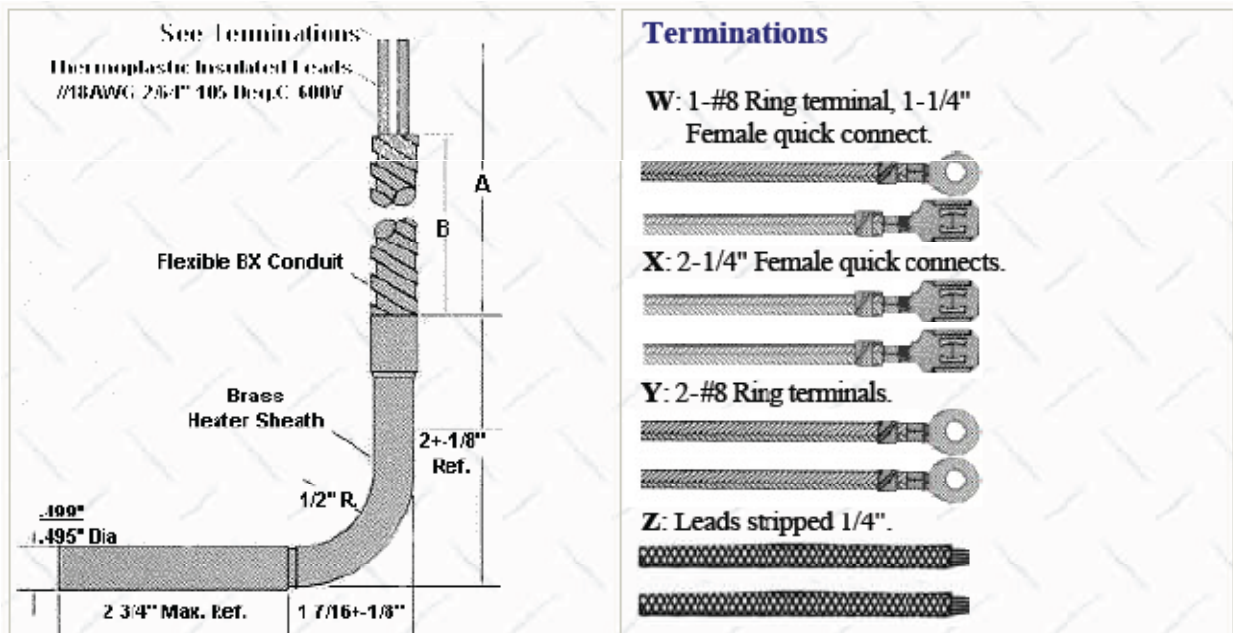 See Terminations
Thermoplastic Insulated Leads
#18AWG 2/64" 105 Deg.C 600V
A
B
Flexible BX Conduit
Brass
Heater Sheath
2+-1/8"
Ref.
1/2" R.
.499"
.495" Dia
2 3/4" Max. Ref.
1 7/16+-1/8"
Terminations
W: 1-#8 Ring terminal, 1-1/4"
Female quick connect.
X: 2-1/4" Female quick connects.
Y: 2-#8 Ring terminals.
Z: Leads stripped 1/4".